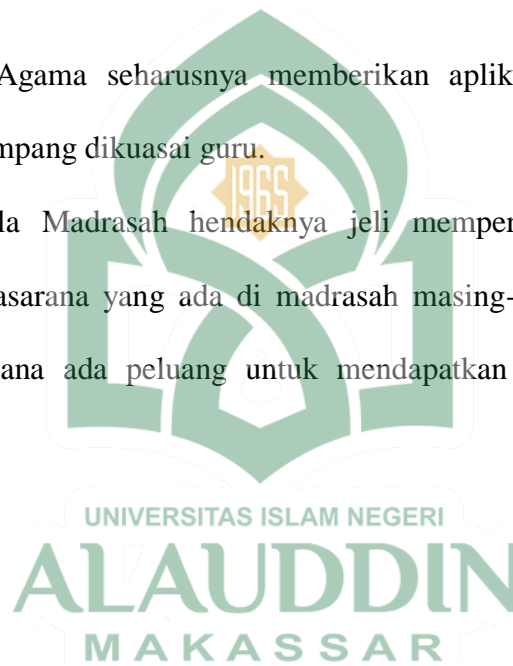 Agama seharusnya memberikan aplik
mpang dikuasai guru.
1965
la Madrasah hendaknya jeli memper
asarana yang ada di madrasah masing-
ana ada peluang untuk mendapatkan
UNIVERSITAS ISLAM NEGERI
ALAUDDIN
MAKASSAR